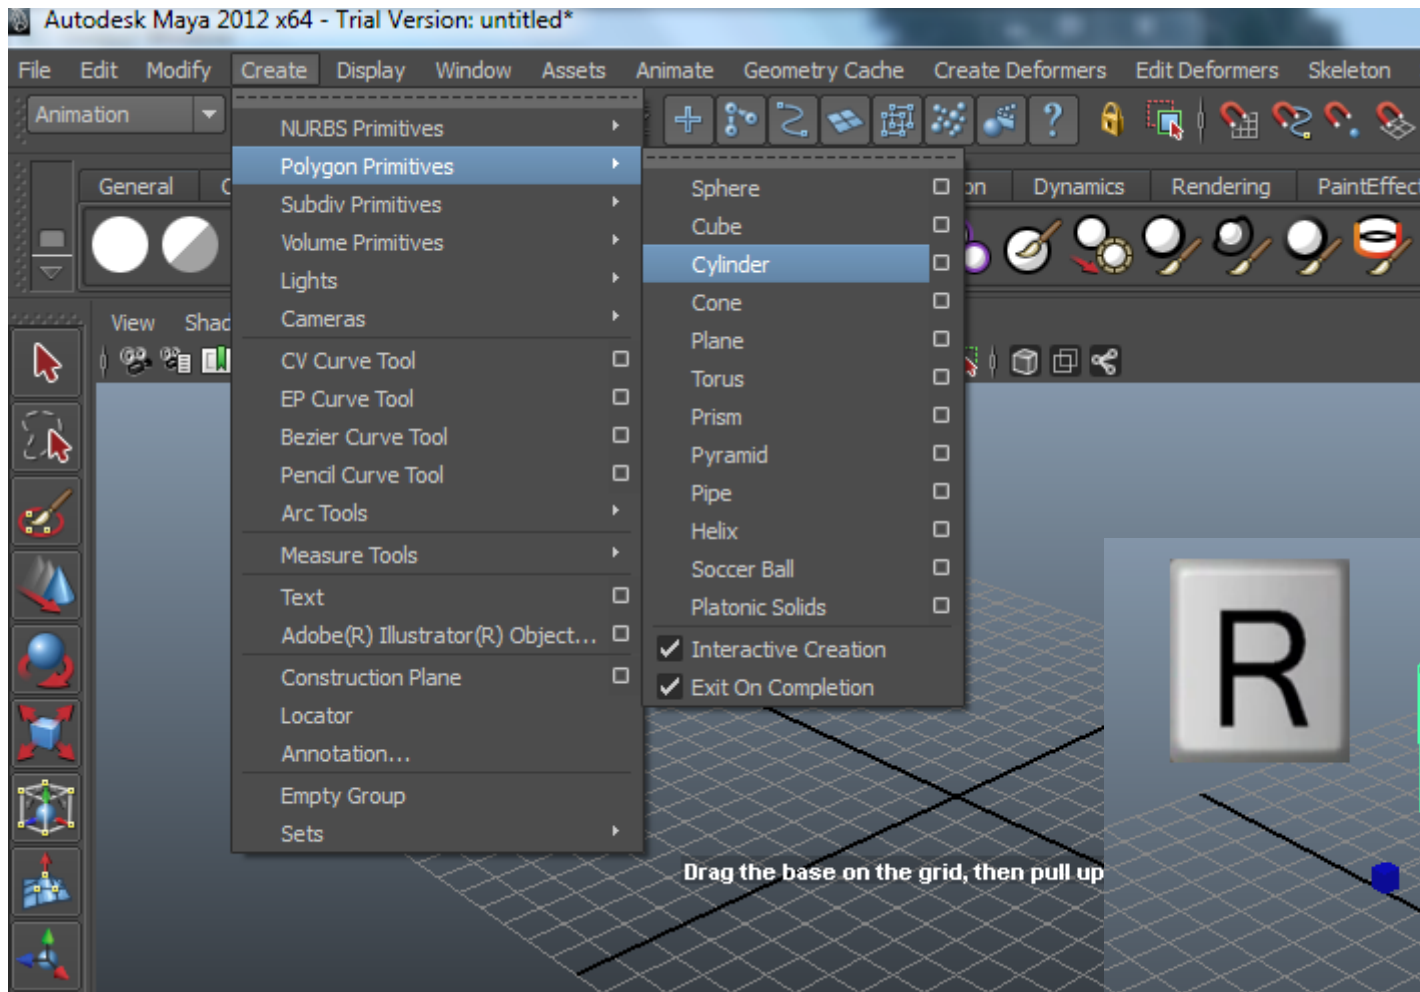 Autodesk Maya 2012 x64 - Trial Version: untitled*
File Edit Modify Create Display Window Assets Animate Geometry Cache Create Deformers Edit Deformers Skeleton
Animation
NURBS Primitives
Polygon Primitives
Subdiv Primitives
Volume Primitives
Lights
Cameras
CV Curve Tool
EP Curve Tool
Bezier Curve Tool
Pencil Curve Tool
Arc Tools
Measure Tools
Text
Adobe(R) Illustrator(R) Object...
Construction Plane
Locator
Annotation...
Empty Group
Sets
Sphere
Cube
Cylinder
Cone
Plane
Torus
Prism
Pyramid
Pipe
Helix
Soccer Ball
Platonic Solids
Interactive Creation
Exit On Completion
General C on Dynamics Rendering PaintEffec
View Shad
?
R
Drag the base on the grid, then pull up